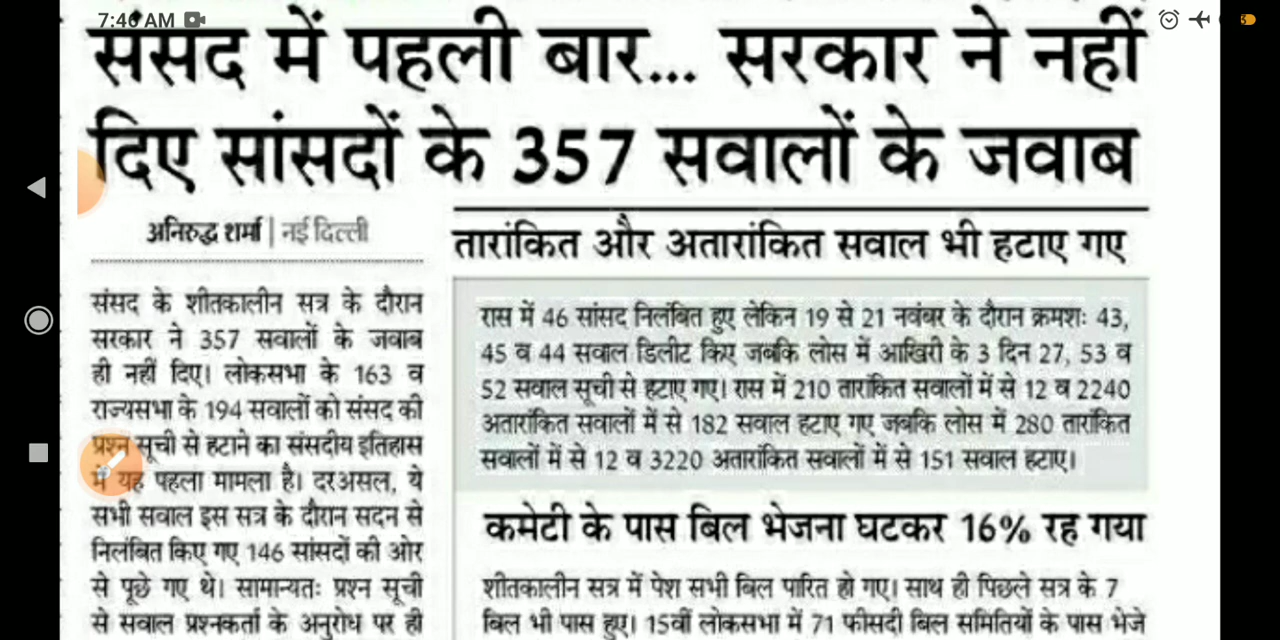 7:46 AM
संसद में पहली बार... सरकार ने नहीं
दिए सांसदों के 357 सवालों के जवाब
अनिरुद्ध शर्मा | नई दिल्ली
संसद के शीतकालीन सत्र के दौरान
सरकार ने 357 सवालों के जवाब
ही नहीं दिए। लोकसभा के 163 व
राज्यसभा के 194 सवालों को संसद की
प्रश्न सूची से हटाने का संसदीय इतिहास
में यह पहला मामला है। दरअसल, ये
सभी सवाल इस सत्र के दौरान सदन से
निलंबित किए गए 146 सांसदों की ओर
से पूछे गए थे। सामान्यतः प्रश्न सूची
से सवाल प्रश्नकर्ता के अनुरोध पर ही
तारांकित और अतारांकित सवाल भी हटाए गए
रास में 46 सांसद निलंबित हुए लेकिन 19 से 21 नवंबर के दौरान क्रमशः 43,
45 व 44 सवाल डिलीट किए जबकि लोस में आखिरी के 3 दिन 27, 53 व
52 सवाल सूची से हटाए गए। रास में 210 तारांकित सवालों में से 12 व 2240
अतारांकित सवालों में से 182 सवाल हटाए गए जबकि लोस में 280 तारांकित
सवालों में से 12 व 3220 अतारांकित सवालों में से 151 सवाल हटाए।
कमेटी के पास बिल भेजना घटकर 16% रह गया
शीतकालीन सत्र में पेश सभी बिल पारित हो गए। साथ ही पिछले सत्र के 7
बिल भी पास हुए। 15वीं लोकसभा में 71 फीसदी बिल समितियों के पास भेजे